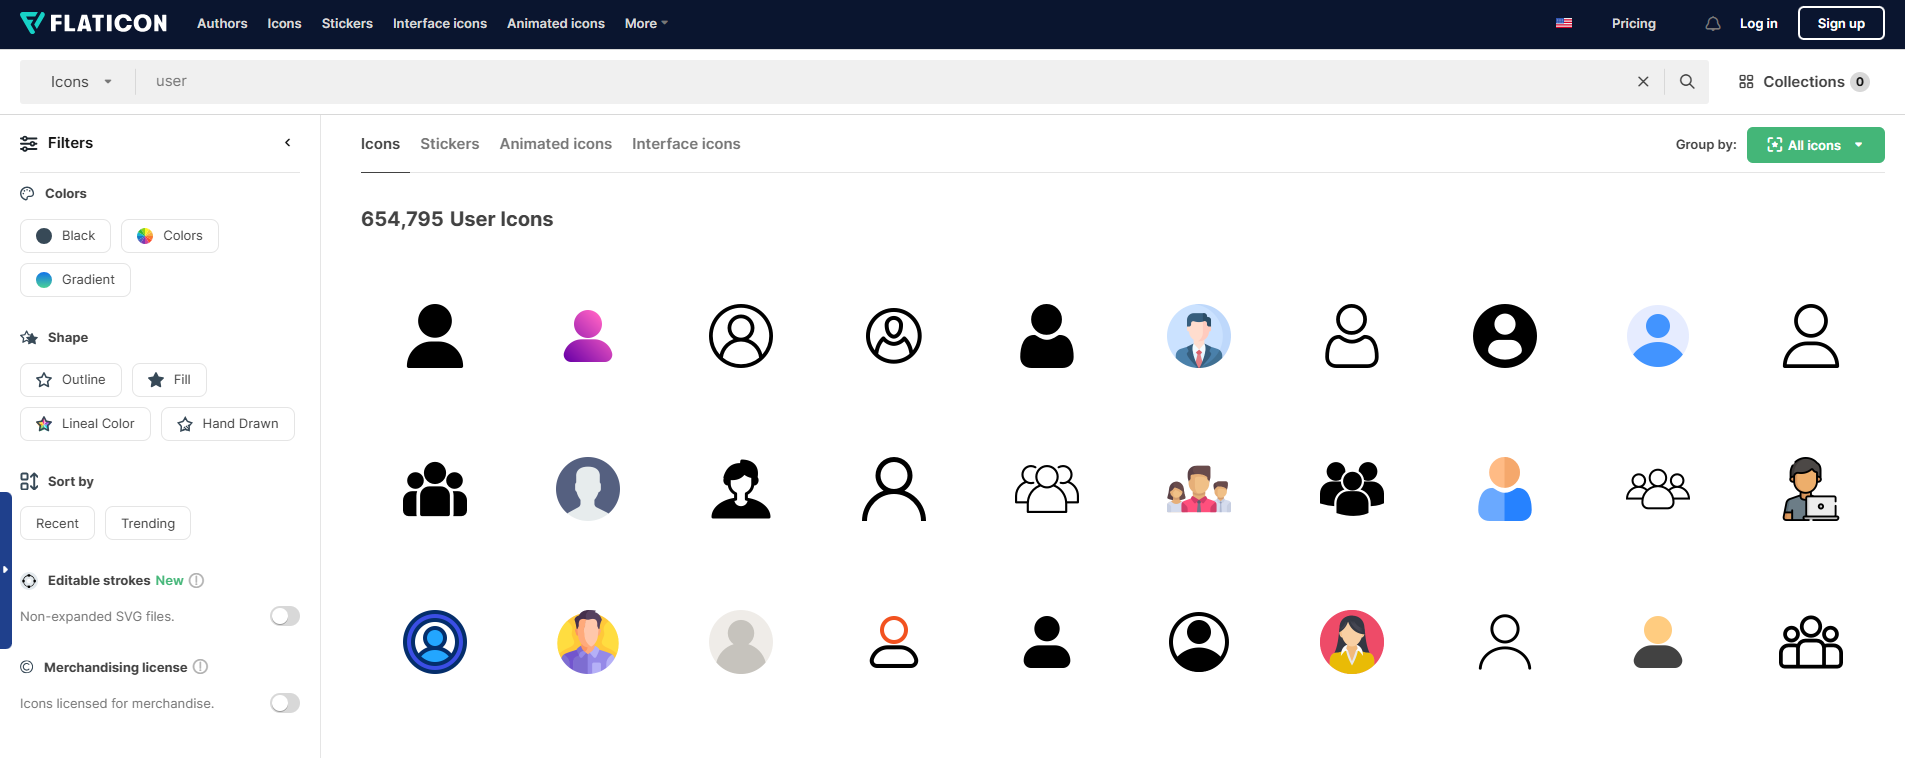 FLATICON Authors Icons Stickers Interface icons Animated icons More Pricing Log in Sign up
Icons user Collections 0
Filters
Icons Stickers Animated icons Interface icons Group by: All icons
Colors
654,795 User Icons
Black Colors
Gradient
Shape
Outline Fill
Lineal Color Hand Drawn
Sort by
Recent Trending
Editable strokes New
Non-expanded SVG files.
Merchandising license
Icons licensed for merchandise.